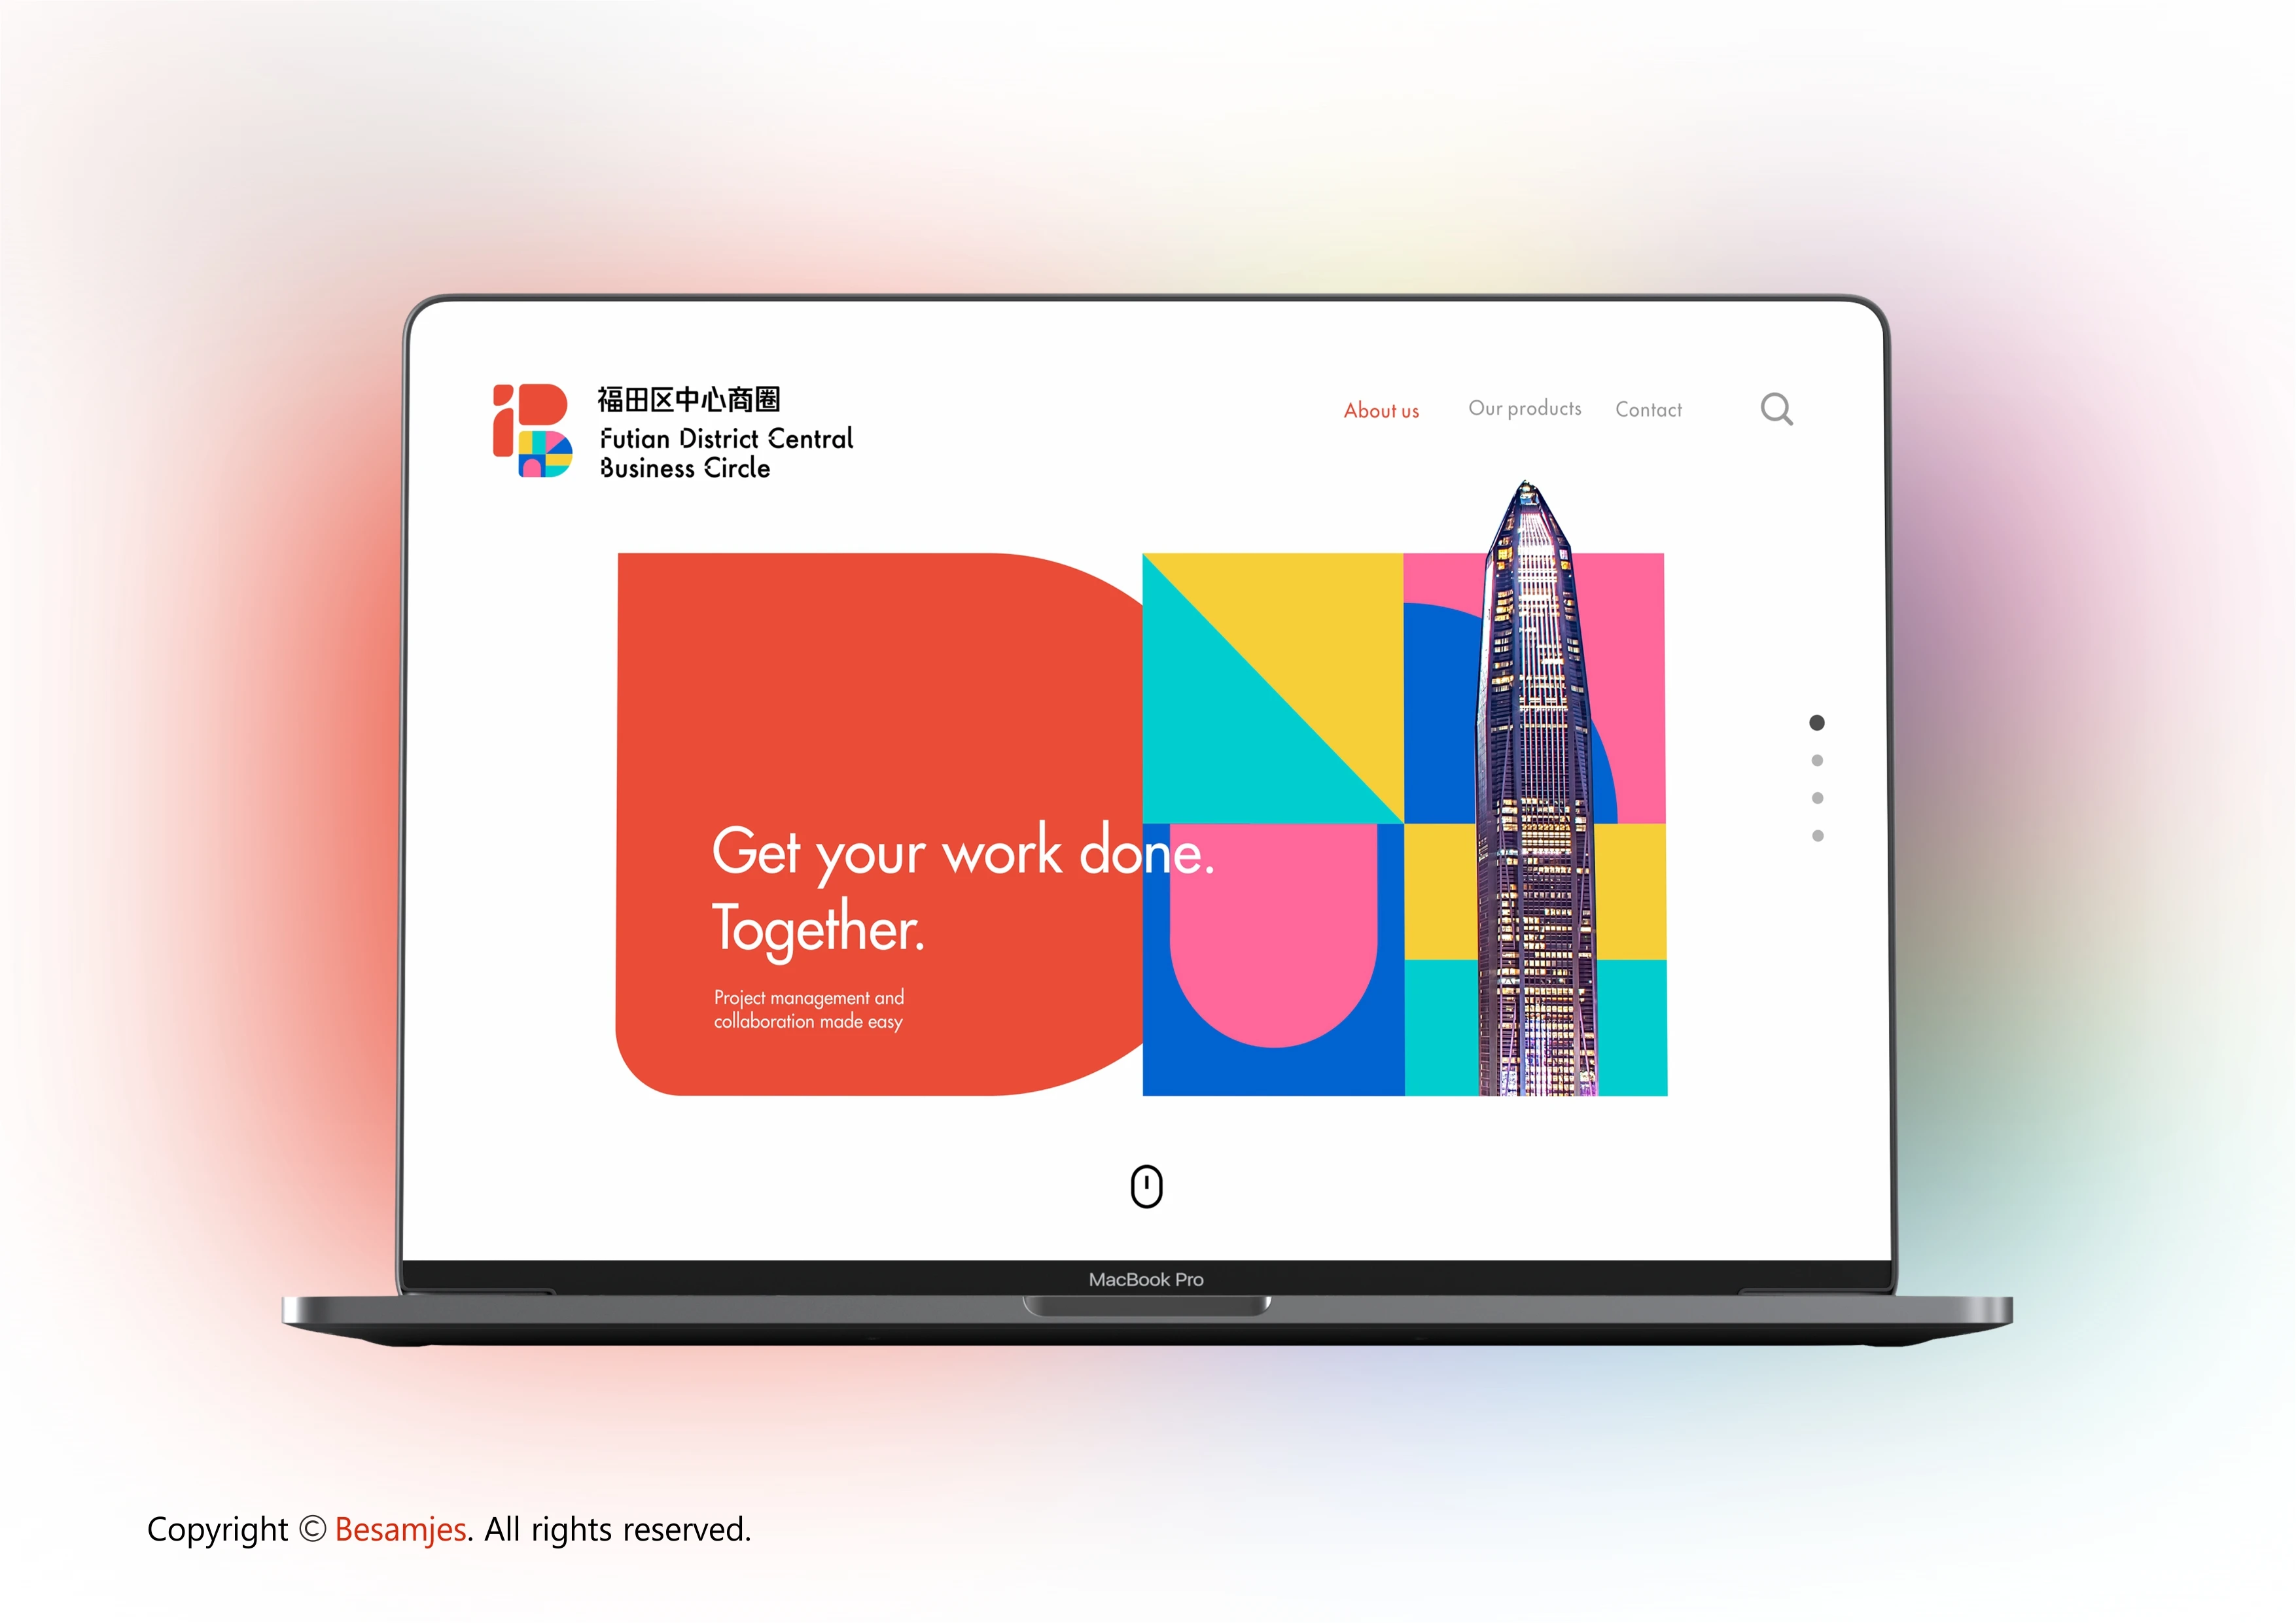 福田区中心商圈
Futian District Central
Business Circle
About us
Our products
Contact
Get your work done.
Together.
Project management and
collaboration made easy
MacBook Pro
Copyright © Besamjes. All rights reserved.